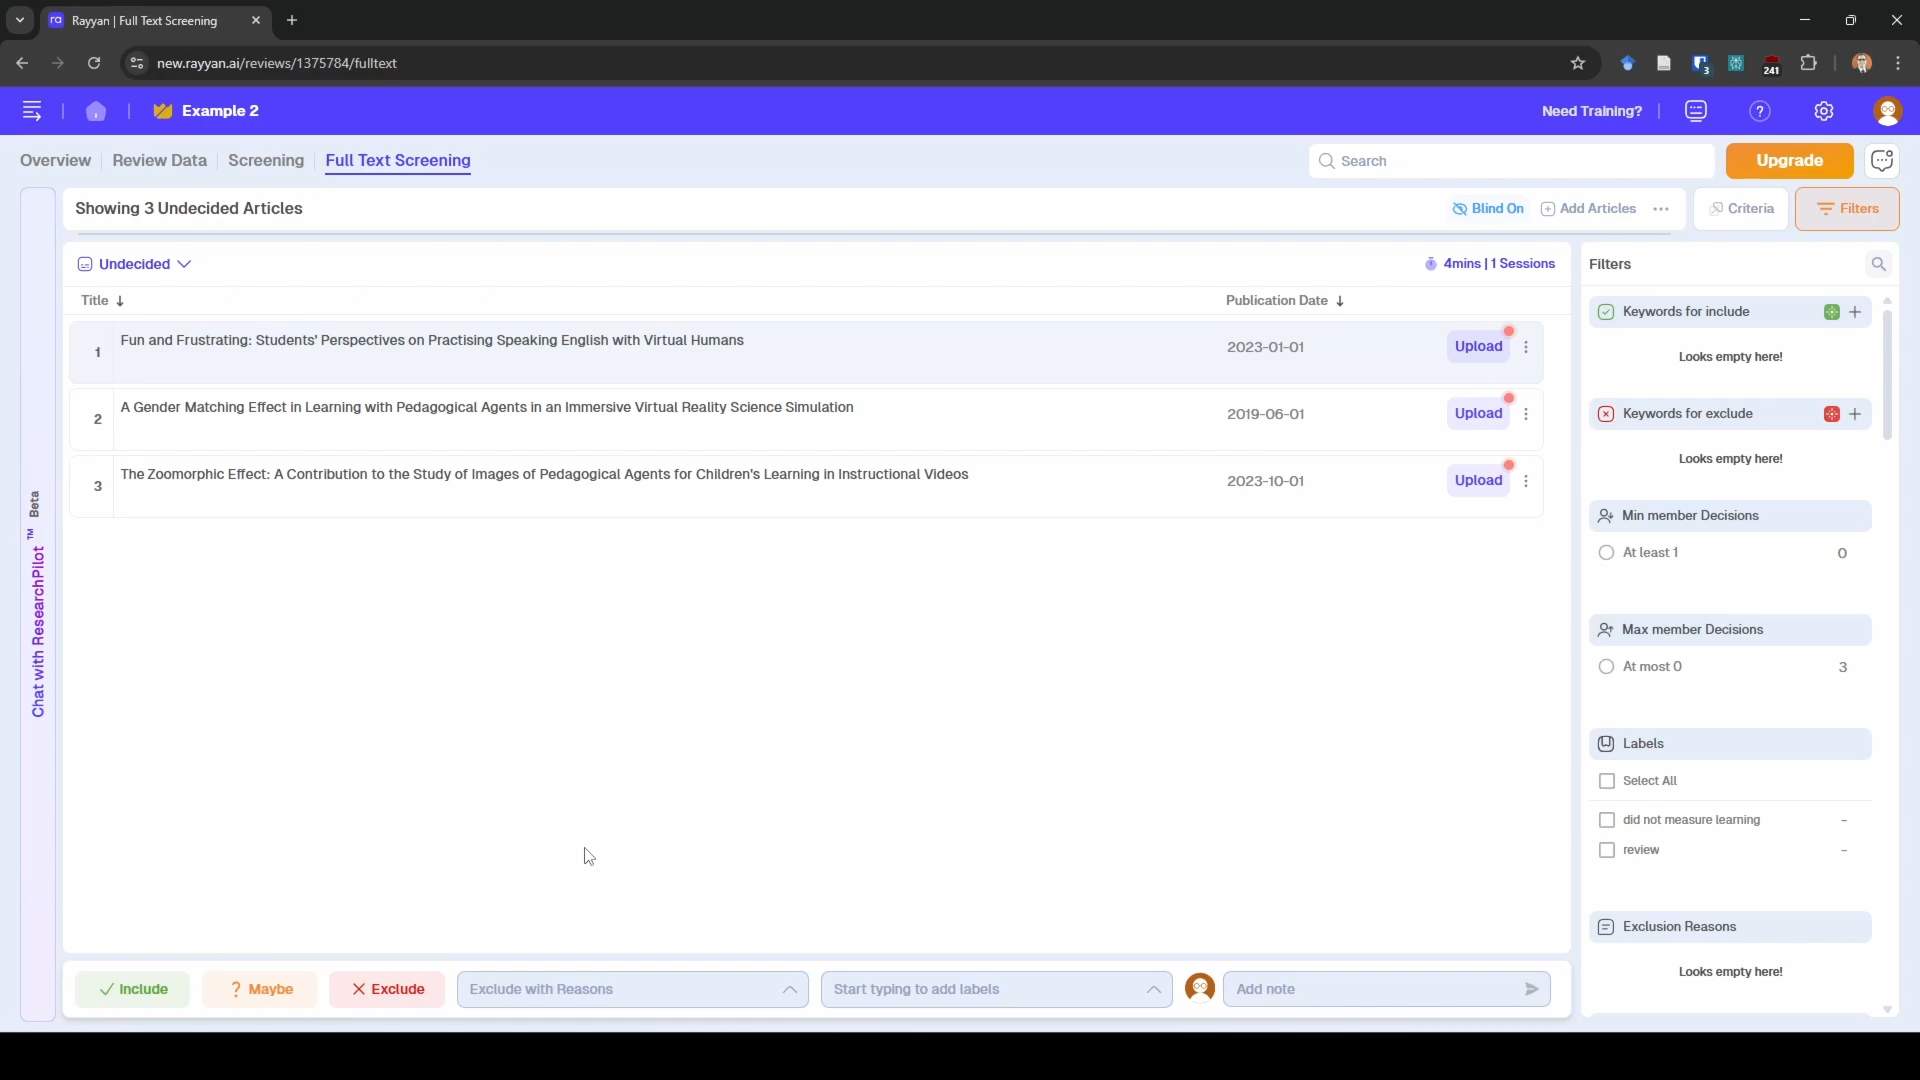 Rayyan | Full Text Screening
new.rayyan.ai/reviews/1375784/fulltext
3
241
Example 2
Need Training?
Overview
Review Data
Screening
Full Text Screening
Search
Upgrade
Showing 3 Undecided Articles
Blind On
Add Articles
Criteria
Filters
Undecided
4mins | 1 Sessions
Title
Publication Date
1
Fun and Frustrating: Students' Perspectives on Practising Speaking English with Virtual Humans
2023-01-01
Upload
2
A Gender Matching Effect in Learning with Pedagogical Agents in an Immersive Virtual Reality Science Simulation
2019-06-01
Upload
3
The Zoomorphic Effect: A Contribution to the Study of Images of Pedagogical Agents for Children's Learning in Instructional Videos
2023-10-01
Upload
Chat with ResearchPilot ™ Beta
Filters
Keywords for include
Looks empty here!
Keywords for exclude
Looks empty here!
Min member Decisions
At least 1
0
Max member Decisions
At most 0
3
Labels
Select All
did not measure learning
-
review
-
Exclusion Reasons
Looks empty here!
Include
? Maybe
Exclude
Exclude with Reasons
Start typing to add labels
Add note